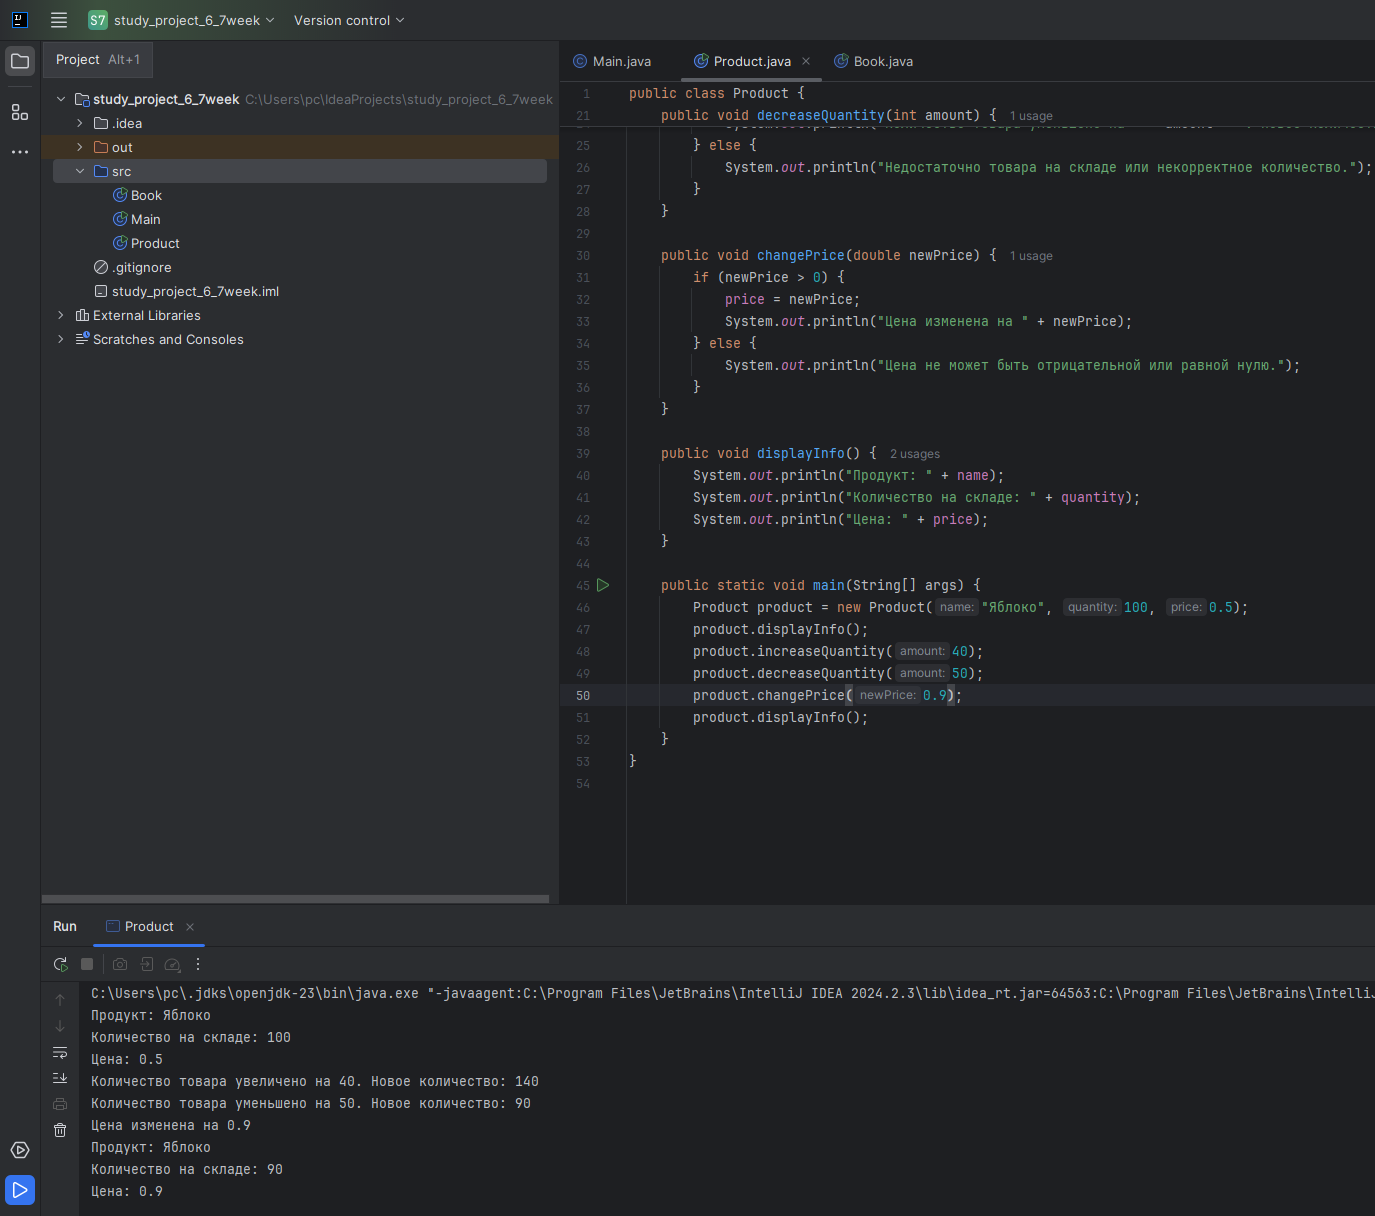 S7 study_project_6_7week Version control
Project Alt+1
study_project_6_7week C:\Users\pc\IdeaProjects\study_project_6_7week
.idea
out
src
Book
Main
Product
.gitignore
study_project_6_7week.iml
External Libraries
Scratches and Consoles
Main.java Product.java Book.java
1 public class Product {
21 public void decreaseQuantity(int amount) { 1 usage
25 } else {
26 System.out.println("Недостаточно товара на складе или некорректное количество.");
27 }
28 }
29
30 public void changePrice(double newPrice) { 1 usage
31 if (newPrice > 0) {
32 price = newPrice;
33 System.out.println("Цена изменена на " + newPrice);
34 } else {
35 System.out.println("Цена не может быть отрицательной или равной нулю.");
36 }
37 }
38
39 public void displayInfo() { 2 usages
40 System.out.println("Продукт: " + name);
41 System.out.println("Количество на складе: " + quantity);
42 System.out.println("Цена: " + price);
43 }
44
45 public static void main(String[] args) {
46 Product product = new Product( name: "Яблоко", quantity: 100, price: 0.5);
47 product.displayInfo();
48 product.increaseQuantity( amount: 40);
49 product.decreaseQuantity( amount: 50);
50 product.changePrice( newPrice: 0.9);
51 product.displayInfo();
52 }
53 }
54
Run Product
C:\Users\pc\.jdks\openjdk-23\bin\java.exe "-javaagent:C:\Program Files\JetBrains\IntelliJ IDEA 2024.2.3\lib\idea_rt.jar=64563:C:\Program Files\JetBrains\IntelliJ
Продукт: Яблоко
Количество на складе: 100
Цена: 0.5
Количество товара увеличено на 40. Новое количество: 140
Количество товара уменьшено на 50. Новое количество: 90
Цена изменена на 0.9
Продукт: Яблоко
Количество на складе: 90
Цена: 0.9